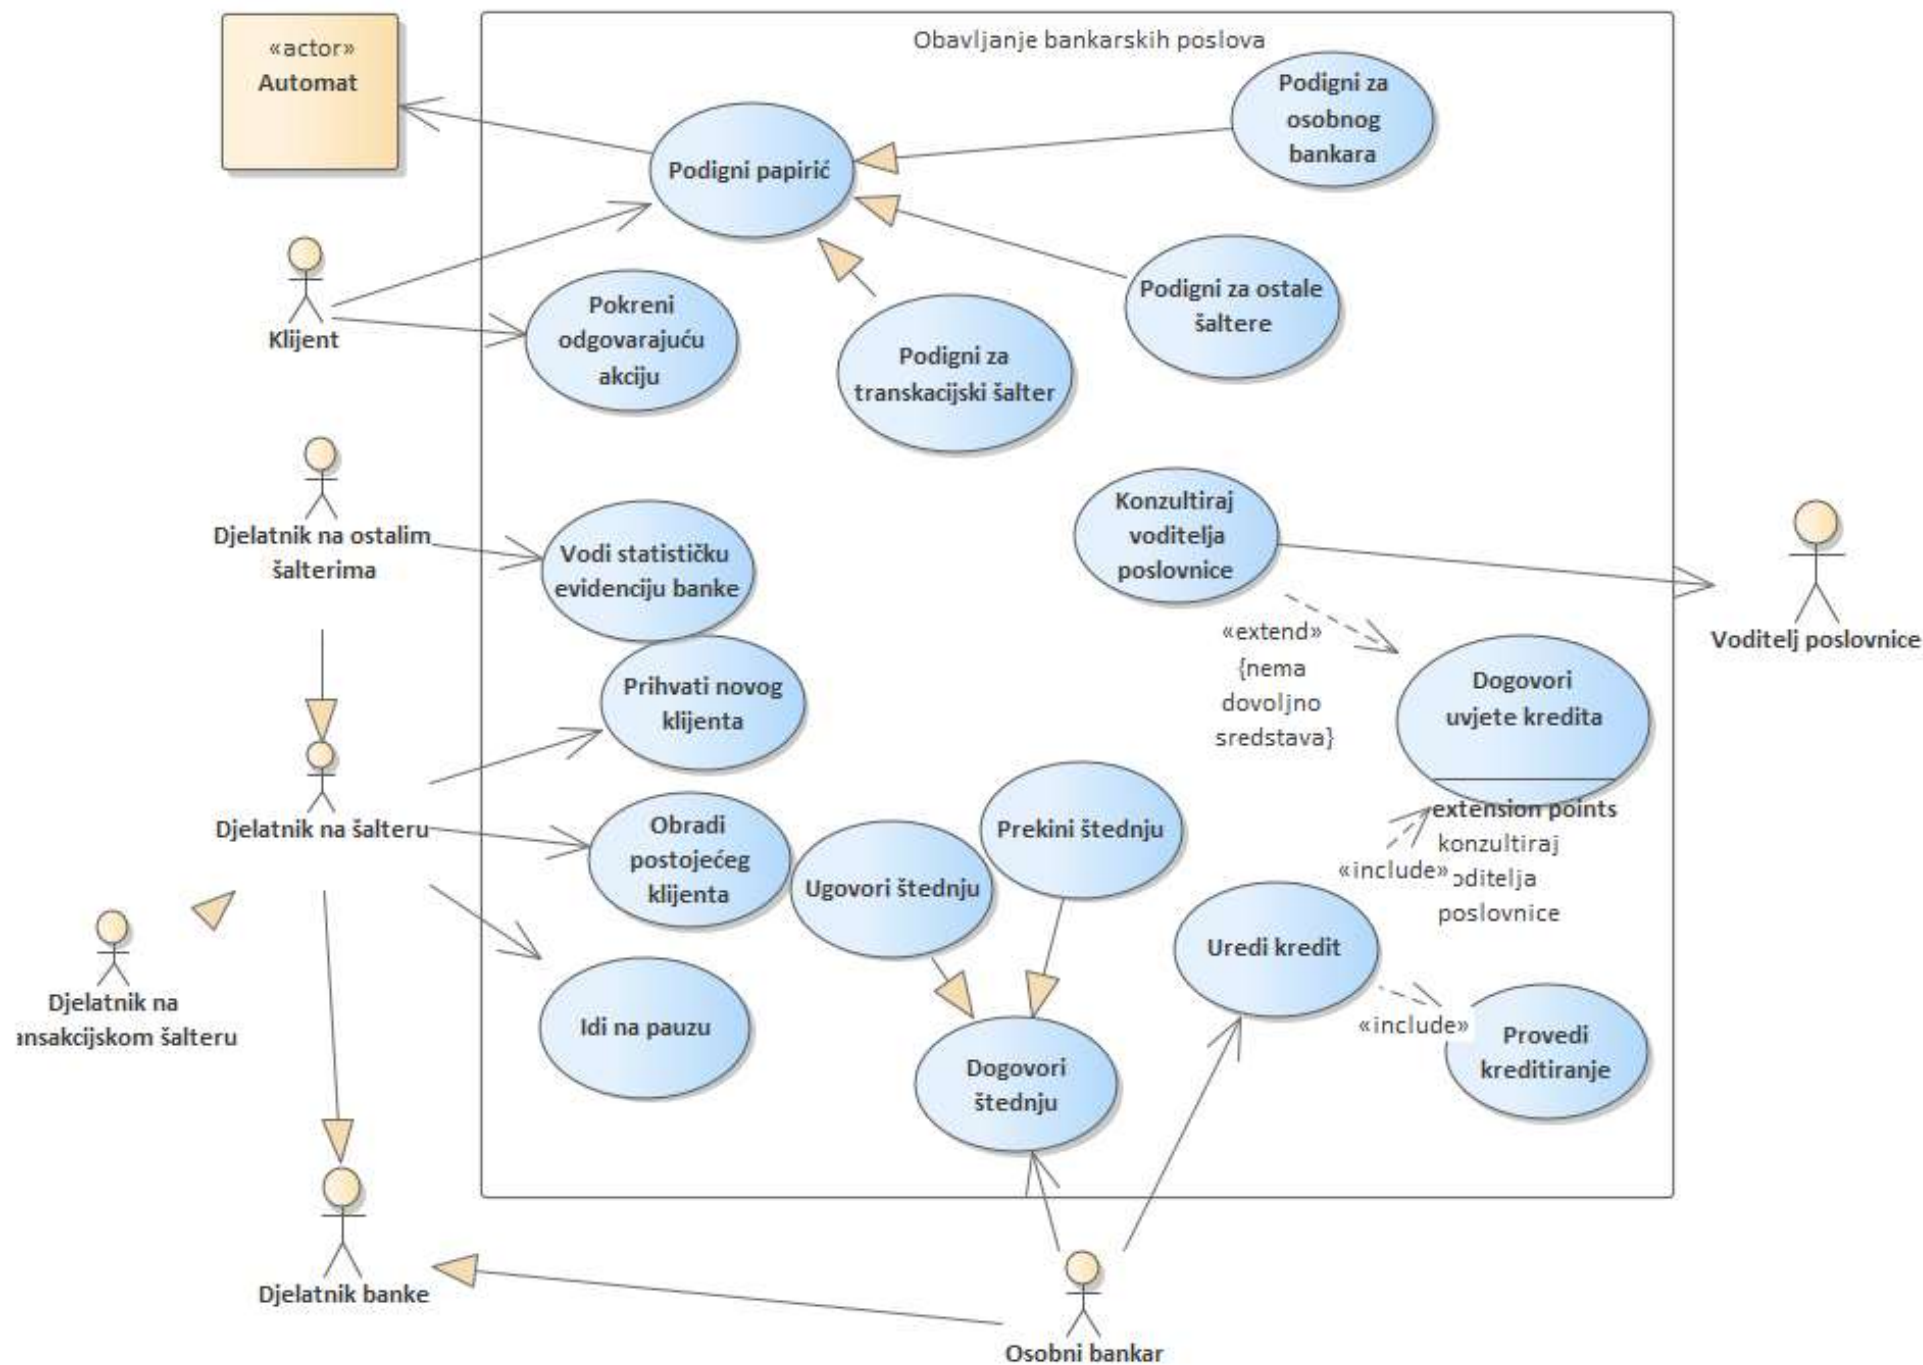 «actor»
Automat
Obavljanje bankarskih poslova
Podigni za
osobnog
bankara
Podigni papirić
Klijent
Pokreni
odgovarajuću
akciju
Podigni za
transkacijski šalter
Podigni za ostale
šaltere
Djelatnik na ostalim
šalterima
Vodi statističku
evidenciju banke
Konzultiraj
voditelja
poslovnice
Voditelj poslovnice
«extend»
{nema
dovoljno
sredstava}
Dogovori
uvjete kredita
extension points
konzultiraj
oditelja
poslovnice
Prihvati novog
klijenta
Djelatnik na šalteru
Obradi
postojećeg
klijenta
Ugovori štednju
Prekini štednju
«include»
Uredi kredit
Djelatnik na
ansakcijskom šalteru
Idi na pauzu
Dogovori
štednju
«include»
Provedi
kreditiranje
Djelatnik banke
Osobni bankar